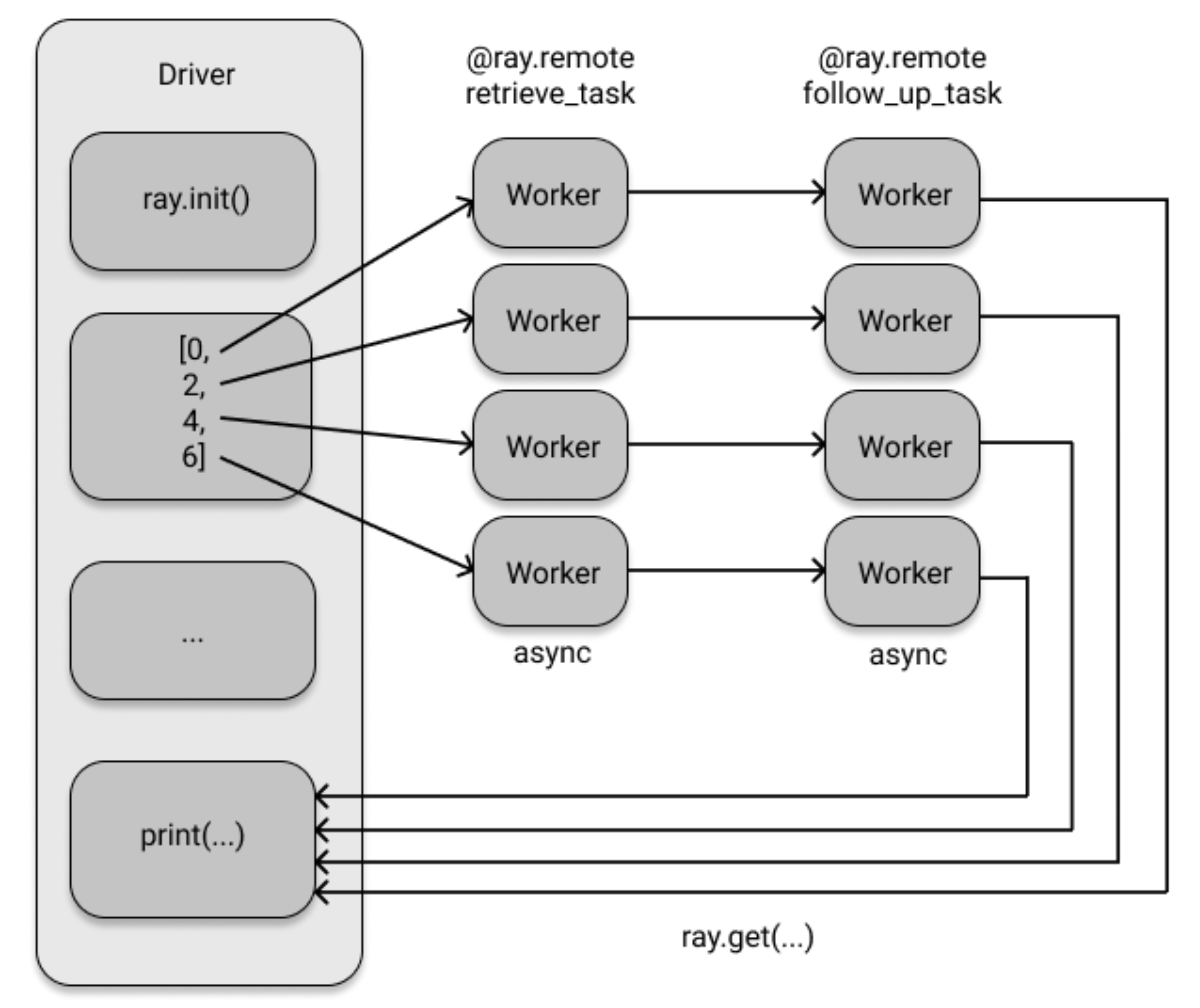 Driver
ray.init()
[0,
2,
4,
6]
...
print(...)
@ray.remote
retrieve_task
Worker
Worker
Worker
Worker
async
@ray.remote
follow_up_task
Worker
Worker
Worker
Worker
async
ray.get(...)